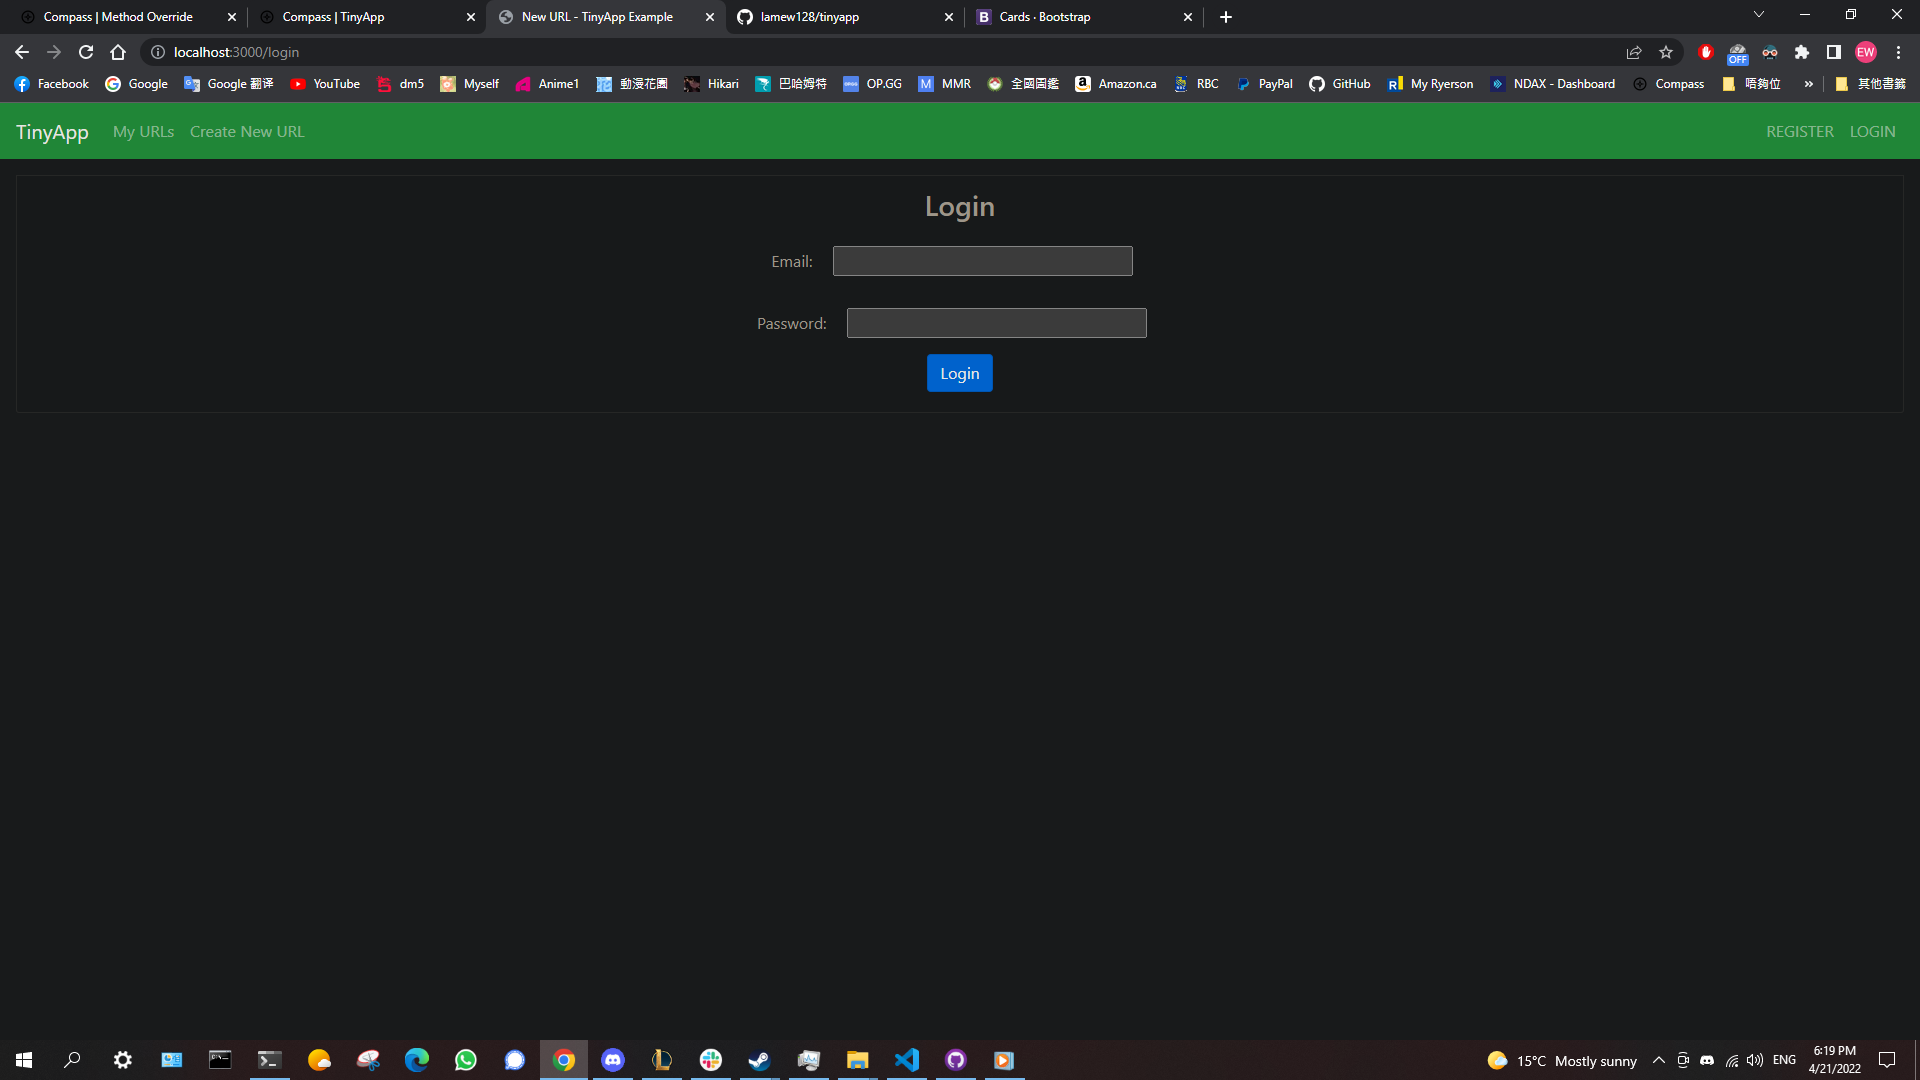 Compass | Method Override
Compass | TinyApp
New URL - TinyApp Example
lamew128/tinyapp
B Cards · Bootstrap
localhost:3000/login
OFF
EW
Facebook
Google
Google 翻译
YouTube
dm5
Myself
Anime1
動漫花園
Hikari
巴哈姆特
OP.GG
M MMR
全國圖鑑
Amazon.ca
RBC
PayPal
GitHub
My Ryerson
NDAX - Dashboard
Compass
唔夠位
»
其他書籤
TinyApp
My URLs
Create New URL
REGISTER
LOGIN
Login
Email:
Password:
Login
15°C Mostly sunny
ENG
6:19 PM
4/21/2022